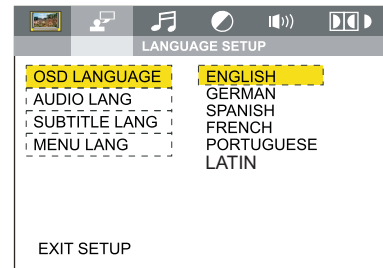 LANGUAGE SETUP
OSD LANGUAGE
AUDIO LANG
SUBTITLE LANG
MENU LANG
ENGLISH
GERMAN
SPANISH
FRENCH
PORTUGUESE
LATIN
EXIT SETUP